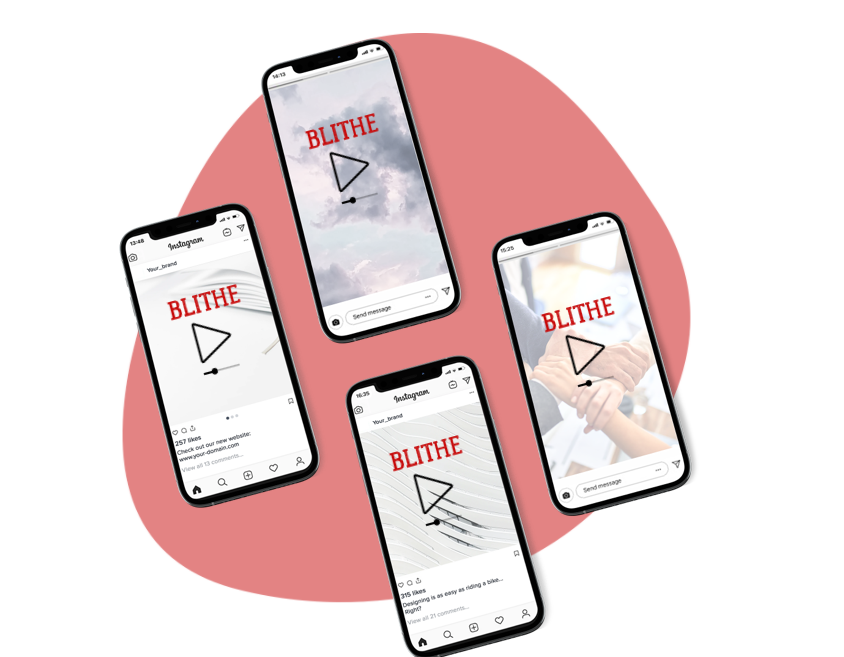 14:13
BLITHE
Send message
13:48
Instagram
Your_brand
BLITHE
257 likes
Check out our new website:
www.your-domain.com
View all 13 comments...
15:25
BLITHE
Send message
16:25
Instagram
Your_brand
BLITHE
315 likes
Designing is as easy as riding a bike...
Right?
View all 21 comments...